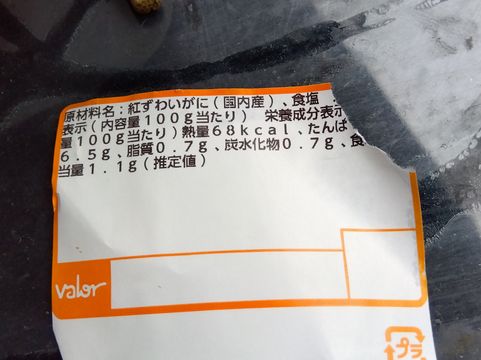 原材料名：紅ずわいがに（国内産）、食塩
表示（内容量100g当たり） 栄養成分表示
量100g当たり）熱量68kcal、たんぱ
6.5g、脂質0.7g、炭水化物0.7g、食
当量1.1g（推定値）
valor
プラ